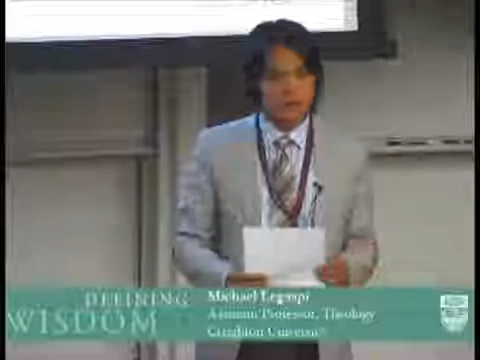 DEFINING
WISDOM
Michael Legaspi
Assistant Professor, Theology
Creighton University